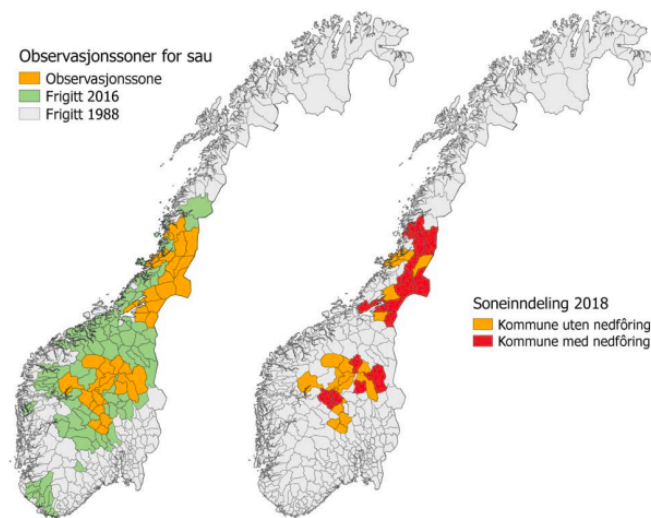 Observasjonssoner for sau
Observasjonssone
Frigitt 2016
Frigitt 1988
Soneinndeling 2018
Kommune uten nedfôring
Kommune med nedfôring